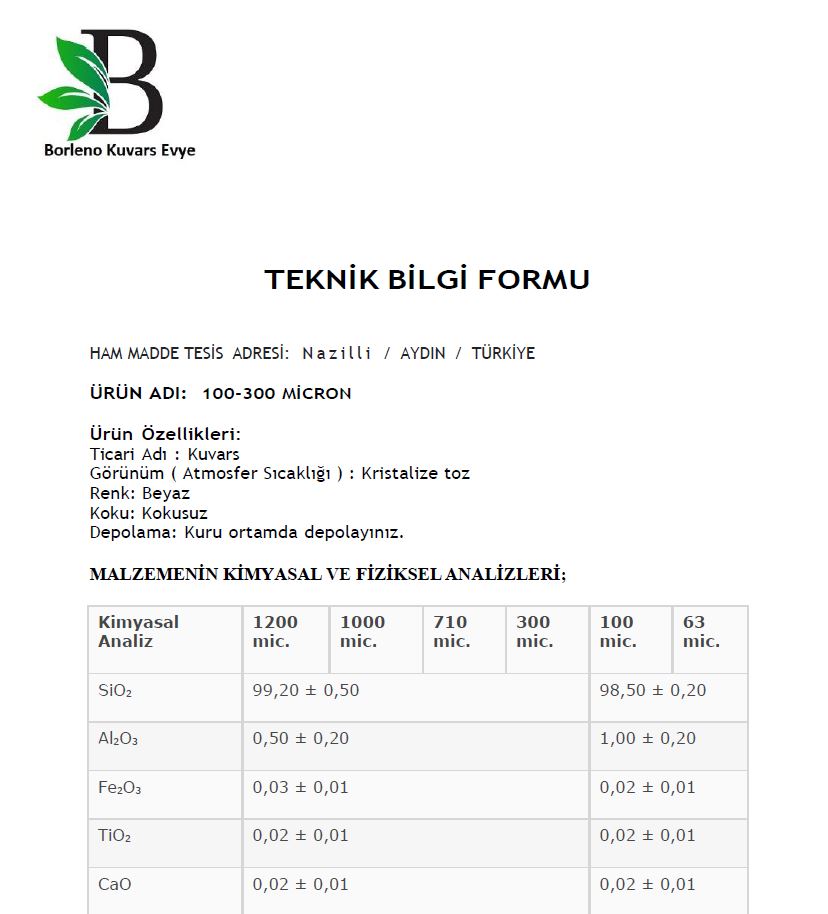 B
Borleno Kuvars Evye
TEKNİK BİLGİ FORMU
HAM MADDE TESİS ADRESİ: Nazilli / AYDIN / TÜRKİYE
ÜRÜN ADI: 100-300 MİCRON
Ürün Özellikleri:
Ticari Adı : Kuvars
Görünüm ( Atmosfer Sıcaklığı ) : Kristalize toz
Renk: Beyaz
Koku: Kokusuz
Depolama: Kuru ortamda depolayınız.
MALZEMENİN KİMYASAL VE FİZİKSEL ANALİZLERİ;
Kimyasal Analiz 1200 mic. 1000 mic. 710 mic. 300 mic. 100 mic. 63 mic.
SiO₂ 99,20 ± 0,50 98,50 ± 0,20
Al₂O₃ 0,50 ± 0,20 1,00 ± 0,20
Fe₂O₃ 0,03 ± 0,01 0,02 ± 0,01
TiO₂ 0,02 ± 0,01 0,02 ± 0,01
CaO 0,02 ± 0,01 0,02 ± 0,01